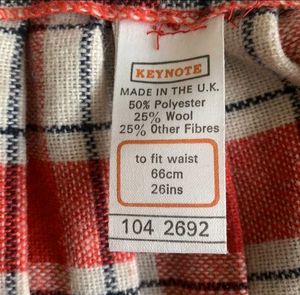 KEYNOTE
MADE IN THE U.K.
50% Polyester
25% Wool
25% Other Fibres
to fit waist
66cm
26ins
104 2692